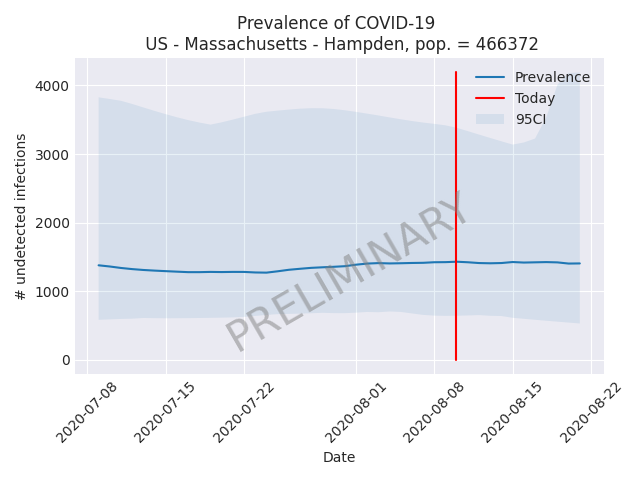 Prevalence of COVID-19
US - Massachusetts - Hampden, pop. = 466372
Prevalence
Today
95CI
4000
3000
2000
1000
0
# undetected infections
PRELIMINARY
2020-07-08
2020-07-15
2020-07-22
2020-08-01
2020-08-08
2020-08-15
2020-08-22
Date